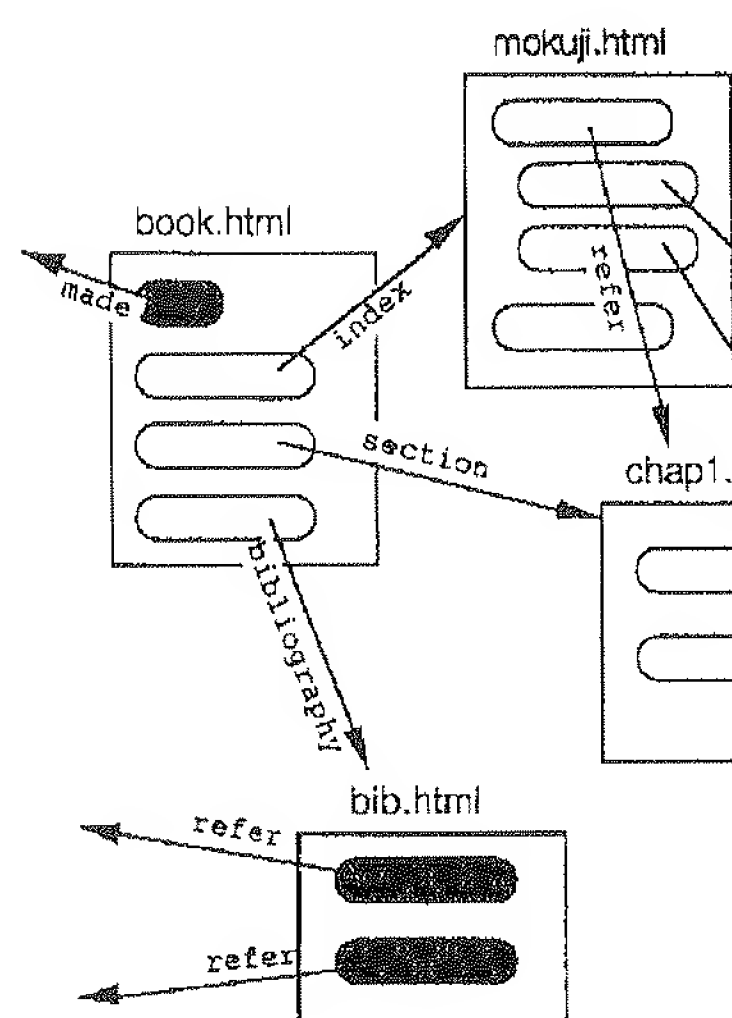 mokuji.html
book.html
made
index
refer
section
chap1.
bibliography
bib.html
refer
refer